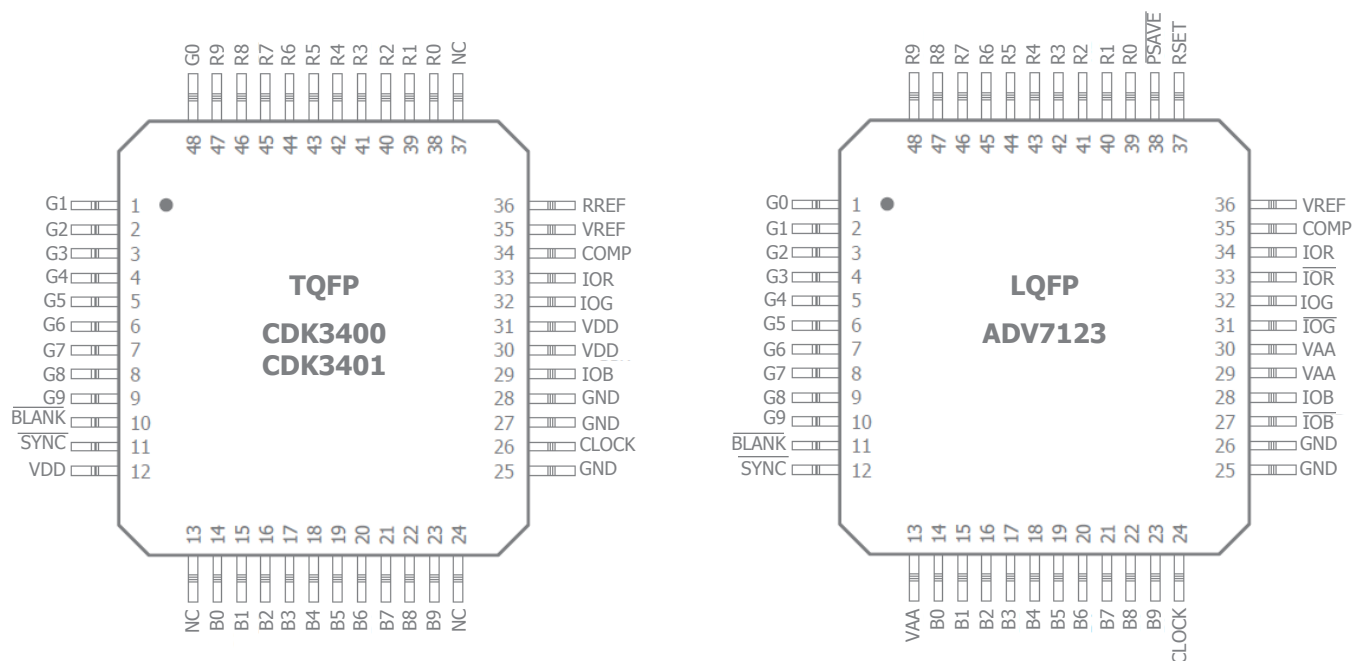 G0 R9 R8 R7 R6 R5 R4 R3 R2 R1 R0 NC
48 47 46 45 44 43 42 41 40 39 38 37
G1 1 36 RREF
G2 2 35 VREF
G3 3 34 COMP
G4 4 33 IOR
G5 5 32 IOG
G6 6 31 VDD
G7 7 30 VDD
G8 8 29 IOB
G9 9 28 GND
BLANK 10 27 GND
SYNC 11 26 CLOCK
VDD 12 25 GND
TQFP
CDK3400
CDK3401
13 14 15 16 17 18 19 20 21 22 23 24
NC B0 B1 B2 B3 B4 B5 B6 B7 B8 B9 NC
R9 R8 R7 R6 R5 R4 R3 R2 R1 R0 PSAVE RSET
48 47 46 45 44 43 42 41 40 39 38 37
G0 1 36 VREF
G1 2 35 COMP
G2 3 34 IOR
G3 4 33 IOR
G4 5 32 IOG
G5 6 31 IOG
G6 7 30 VAA
G7 8 29 VAA
G8 9 28 IOB
G9 10 27 IOB
BLANK 11 26 GND
SYNC 12 25 GND
LQFP
ADV7123
13 14 15 16 17 18 19 20 21 22 23 24
VAA B0 B1 B2 B3 B4 B5 B6 B7 B8 B9 CLOCK